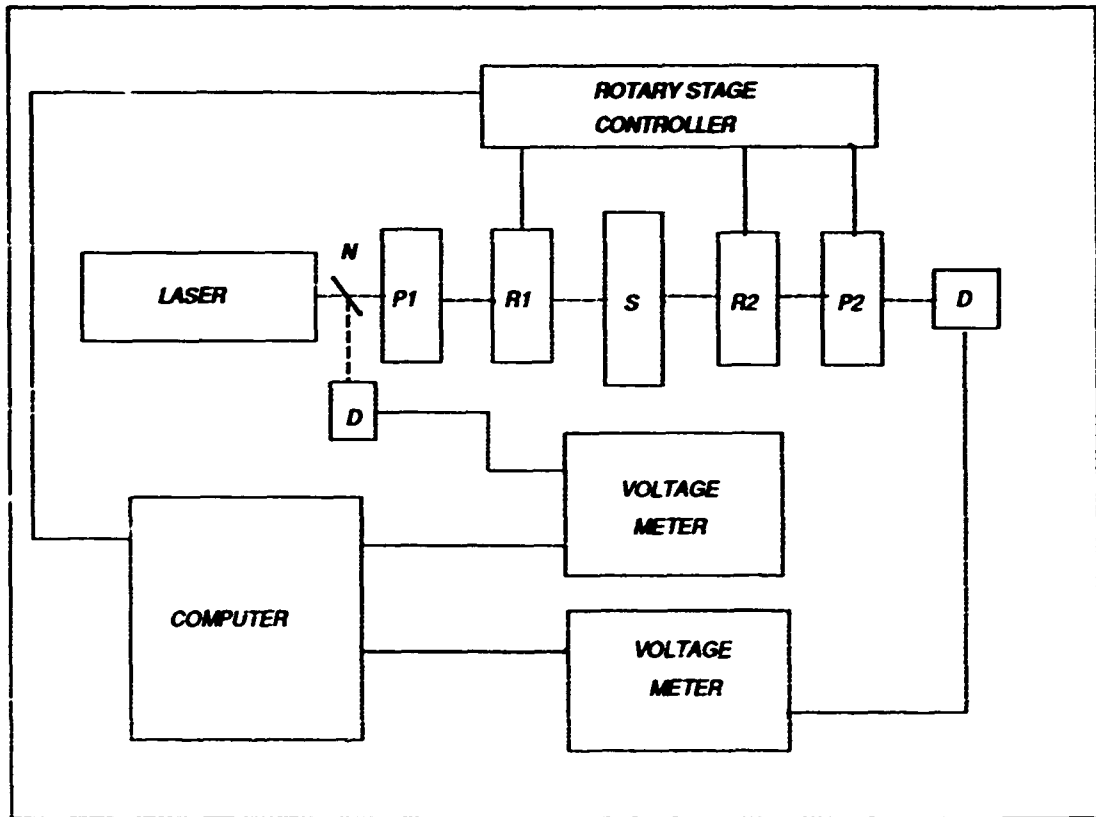 ROTARY STAGE
CONTROLLER
N
LASER
P1
R1
S
R2
P2
D
D
VOLTAGE
METER
COMPUTER
VOLTAGE
METER